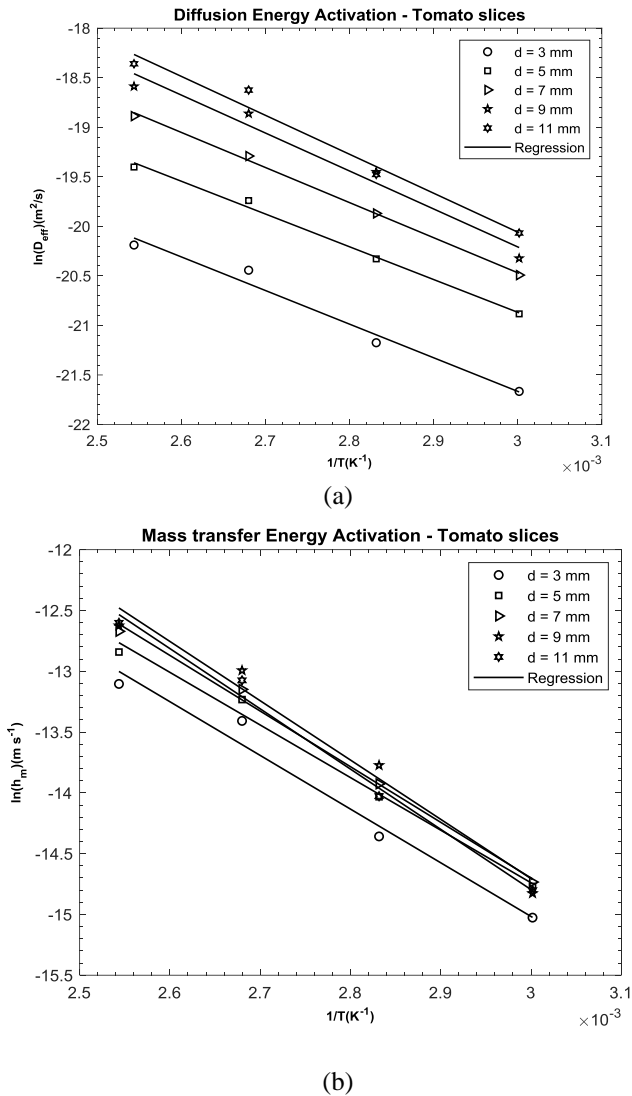 Diffusion Energy Activation - Tomato slices
-18
-18.5
-19
-19.5
-20
-20.5
-21
-21.5
-22
ln(D_eff)(m²/s)
d = 3 mm
d = 5 mm
d = 7 mm
d = 9 mm
d = 11 mm
Regression
2.5 2.6 2.7 2.8 2.9 3 3.1
1/T(K⁻¹)
×10⁻³
(a)
Mass transfer Energy Activation - Tomato slices
-12
-12.5
-13
-13.5
-14
-14.5
-15
-15.5
ln(h_m)(m s⁻¹)
d = 3 mm
d = 5 mm
d = 7 mm
d = 9 mm
d = 11 mm
Regression
2.5 2.6 2.7 2.8 2.9 3 3.1
1/T(K⁻¹)
×10⁻³
(b)